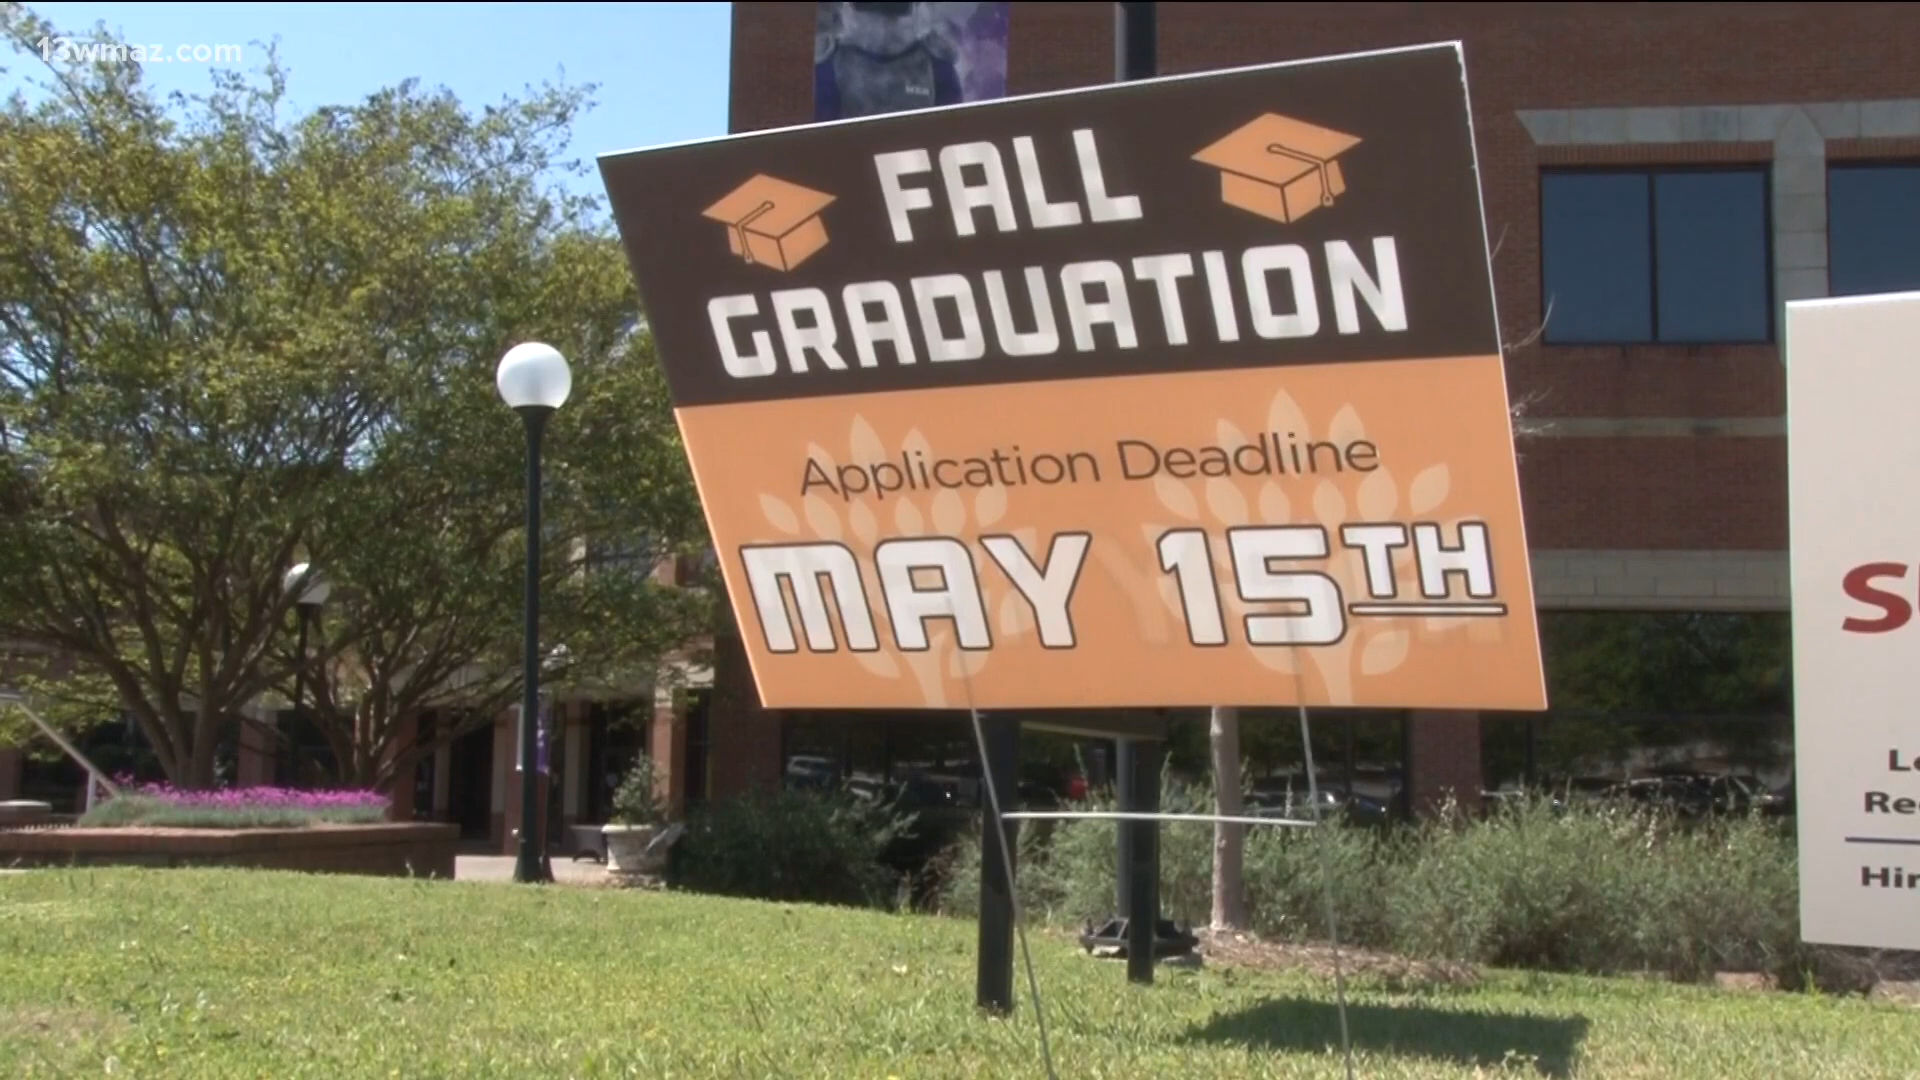 13wmaz.com
FALL
GRADUATION
Application Deadline
MAY 15TH